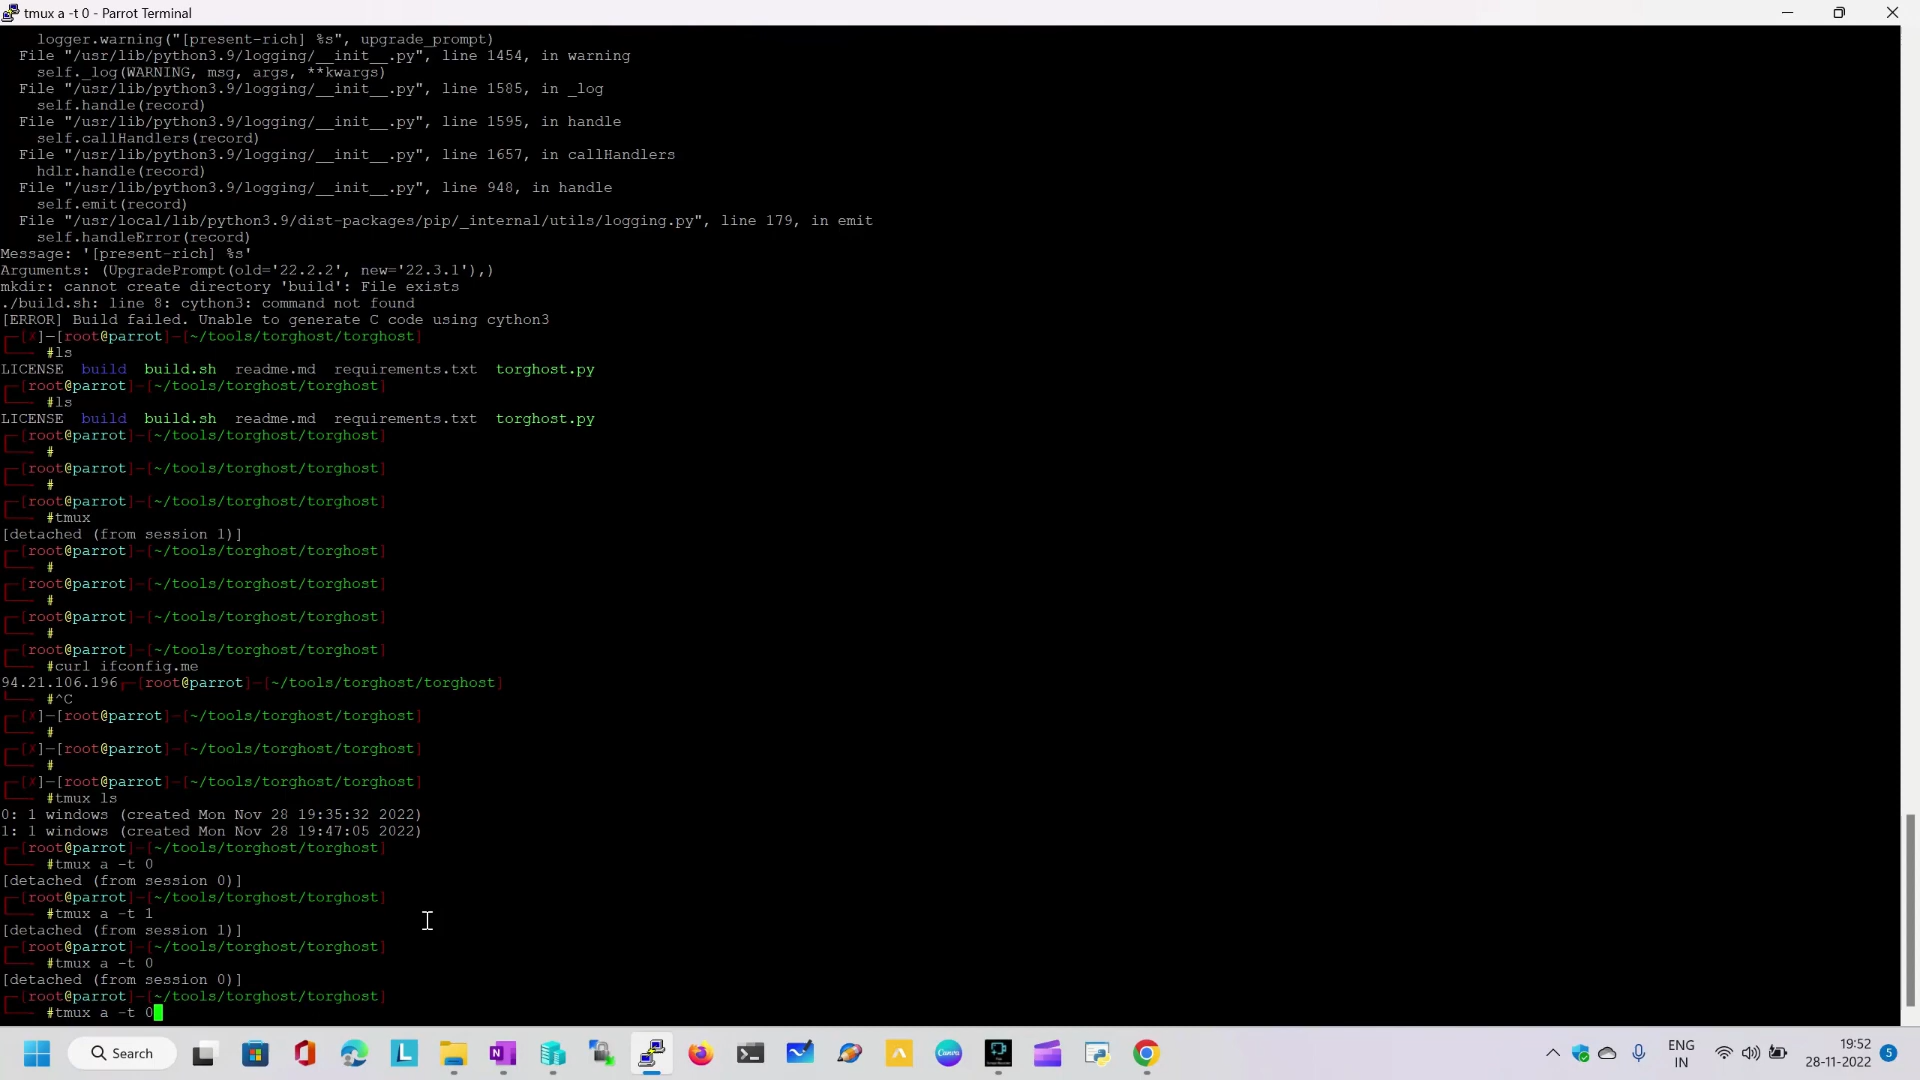 tmux a -t 0 - Parrot Terminal
logger.warning("[present-rich] %s", upgrade_prompt)
File "/usr/lib/python3.9/logging/__init__.py", line 1454, in warning
self._log(WARNING, msg, args, **kwargs)
File "/usr/lib/python3.9/logging/__init__.py", line 1585, in _log
self.handle(record)
File "/usr/lib/python3.9/logging/__init__.py", line 1595, in handle
self.callHandlers(record)
File "/usr/lib/python3.9/logging/__init__.py", line 1657, in callHandlers
hdlr.handle(record)
File "/usr/lib/python3.9/logging/__init__.py", line 948, in handle
self.emit(record)
File "/usr/local/lib/python3.9/dist-packages/pip/_internal/utils/logging.py", line 179, in emit
self.handleError(record)
Message: '[present-rich] %s'
Arguments: (UpgradePrompt(old='22.2.2', new='22.3.1'),)
mkdir: cannot create directory 'build': File exists
./build.sh: line 8: cython3: command not found
[ERROR] Build failed. Unable to generate C code using cython3
┌─[✗]─[root@parrot]─[~/tools/torghost/torghost]
└──╼ #ls
LICENSE  build  build.sh  readme.md  requirements.txt  torghost.py
┌─[root@parrot]─[~/tools/torghost/torghost]
└──╼ #ls
LICENSE  build  build.sh  readme.md  requirements.txt  torghost.py
┌─[root@parrot]─[~/tools/torghost/torghost]
└──╼ #
┌─[root@parrot]─[~/tools/torghost/torghost]
└──╼ #
┌─[root@parrot]─[~/tools/torghost/torghost]
└──╼ #tmux
[detached (from session 1)]
┌─[root@parrot]─[~/tools/torghost/torghost]
└──╼ #
┌─[root@parrot]─[~/tools/torghost/torghost]
└──╼ #
┌─[root@parrot]─[~/tools/torghost/torghost]
└──╼ #
┌─[root@parrot]─[~/tools/torghost/torghost]
└──╼ #curl ifconfig.me
94.21.106.196┌─[root@parrot]─[~/tools/torghost/torghost]
└──╼ #^C
┌─[✗]─[root@parrot]─[~/tools/torghost/torghost]
└──╼ #
┌─[✗]─[root@parrot]─[~/tools/torghost/torghost]
└──╼ #
┌─[✗]─[root@parrot]─[~/tools/torghost/torghost]
└──╼ #tmux ls
0: 1 windows (created Mon Nov 28 19:35:32 2022)
1: 1 windows (created Mon Nov 28 19:47:05 2022)
┌─[root@parrot]─[~/tools/torghost/torghost]
└──╼ #tmux a -t 0
[detached (from session 0)]
┌─[root@parrot]─[~/tools/torghost/torghost]
└──╼ #tmux a -t 1
[detached (from session 1)]
┌─[root@parrot]─[~/tools/torghost/torghost]
└──╼ #tmux a -t 0
[detached (from session 0)]
┌─[root@parrot]─[~/tools/torghost/torghost]
└──╼ #tmux a -t 0
Search
L
Canva
ENG
IN
19:52
28-11-2022
5